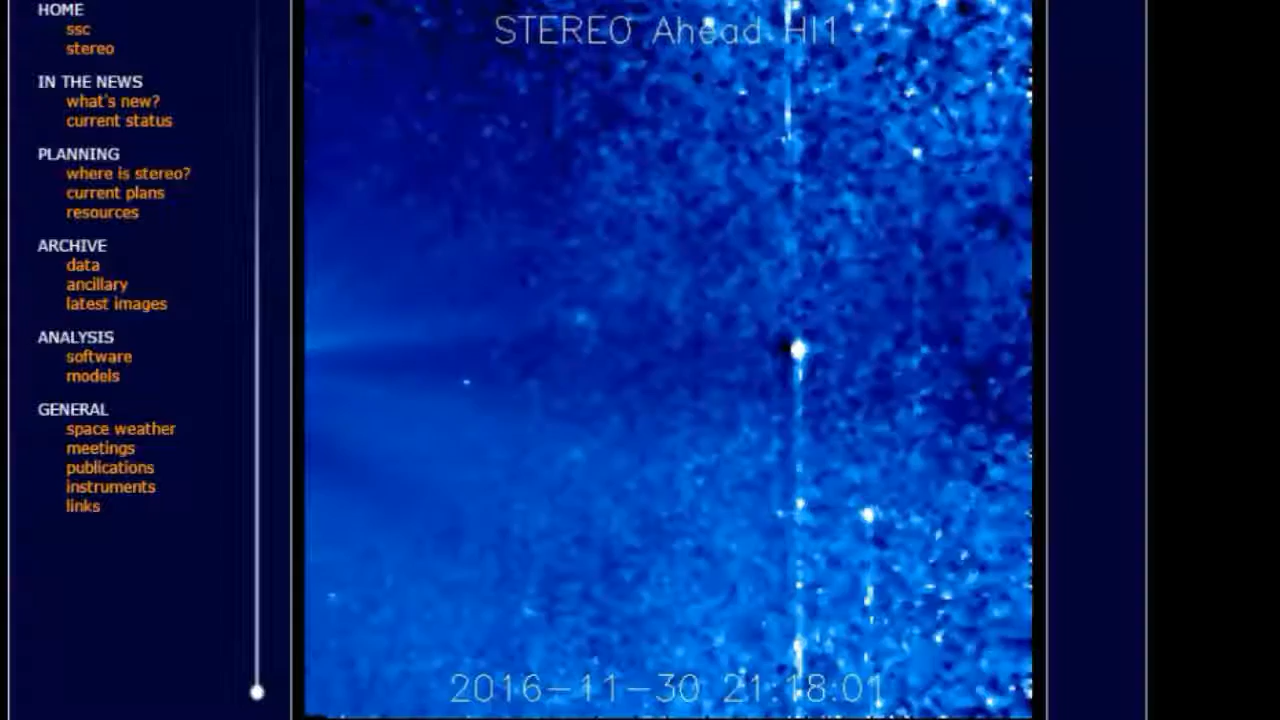 HOME
ssc
stereo
IN THE NEWS
what's new?
current status
PLANNING
where is stereo?
current plans
resources
ARCHIVE
data
ancillary
latest images
ANALYSIS
software
models
GENERAL
space weather
meetings
publications
instruments
links
STEREO Ahead HI1
2016-11-30 21:18:01